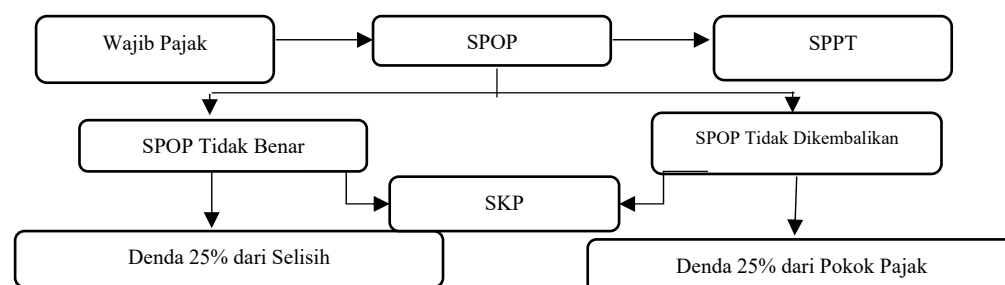 Wajib Pajak
SPOP
SPPT
SPOP Tidak Benar
SPOP Tidak Dikembalikan
SKP
Denda 25% dari Selisih
Denda 25% dari Pokok Pajak